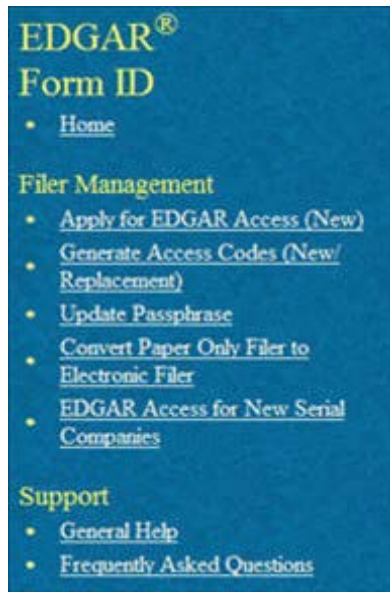 EDGAR®
Form ID
• Home
Filer Management
• Apply for EDGAR Access (New)
• Generate Access Codes (New/
Replacement)
• Update Passphrase
• Convert Paper Only Filer to
Electronic Filer
• EDGAR Access for New Serial
Companies
Support
• General Help
• Frequently Asked Questions